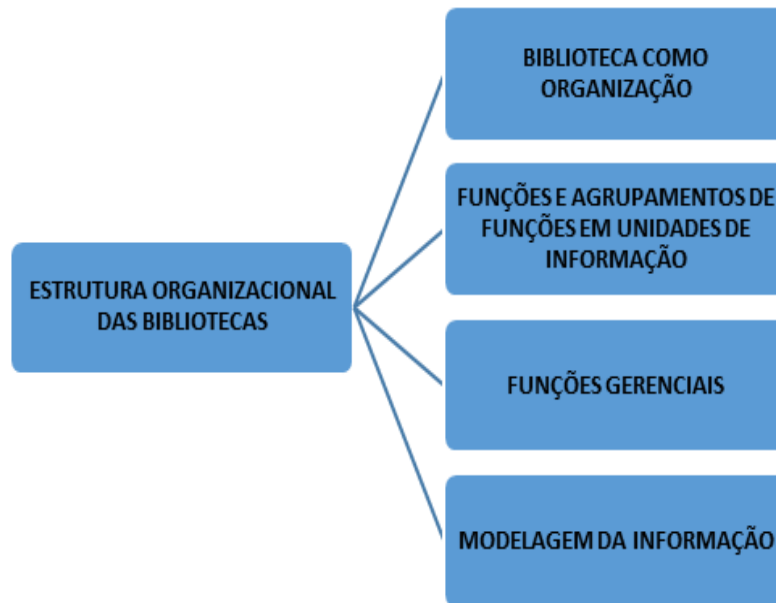 BIBLIOTECA COMO
ORGANIZAÇÃO
FUNÇÕES E AGRUPAMENTOS DE
FUNÇÕES EM UNIDADES DE
INFORMAÇÃO
ESTRUTURA ORGANIZACIONAL
DAS BIBLIOTECAS
FUNÇÕES GERENCIAIS
MODELAGEM DA INFORMAÇÃO